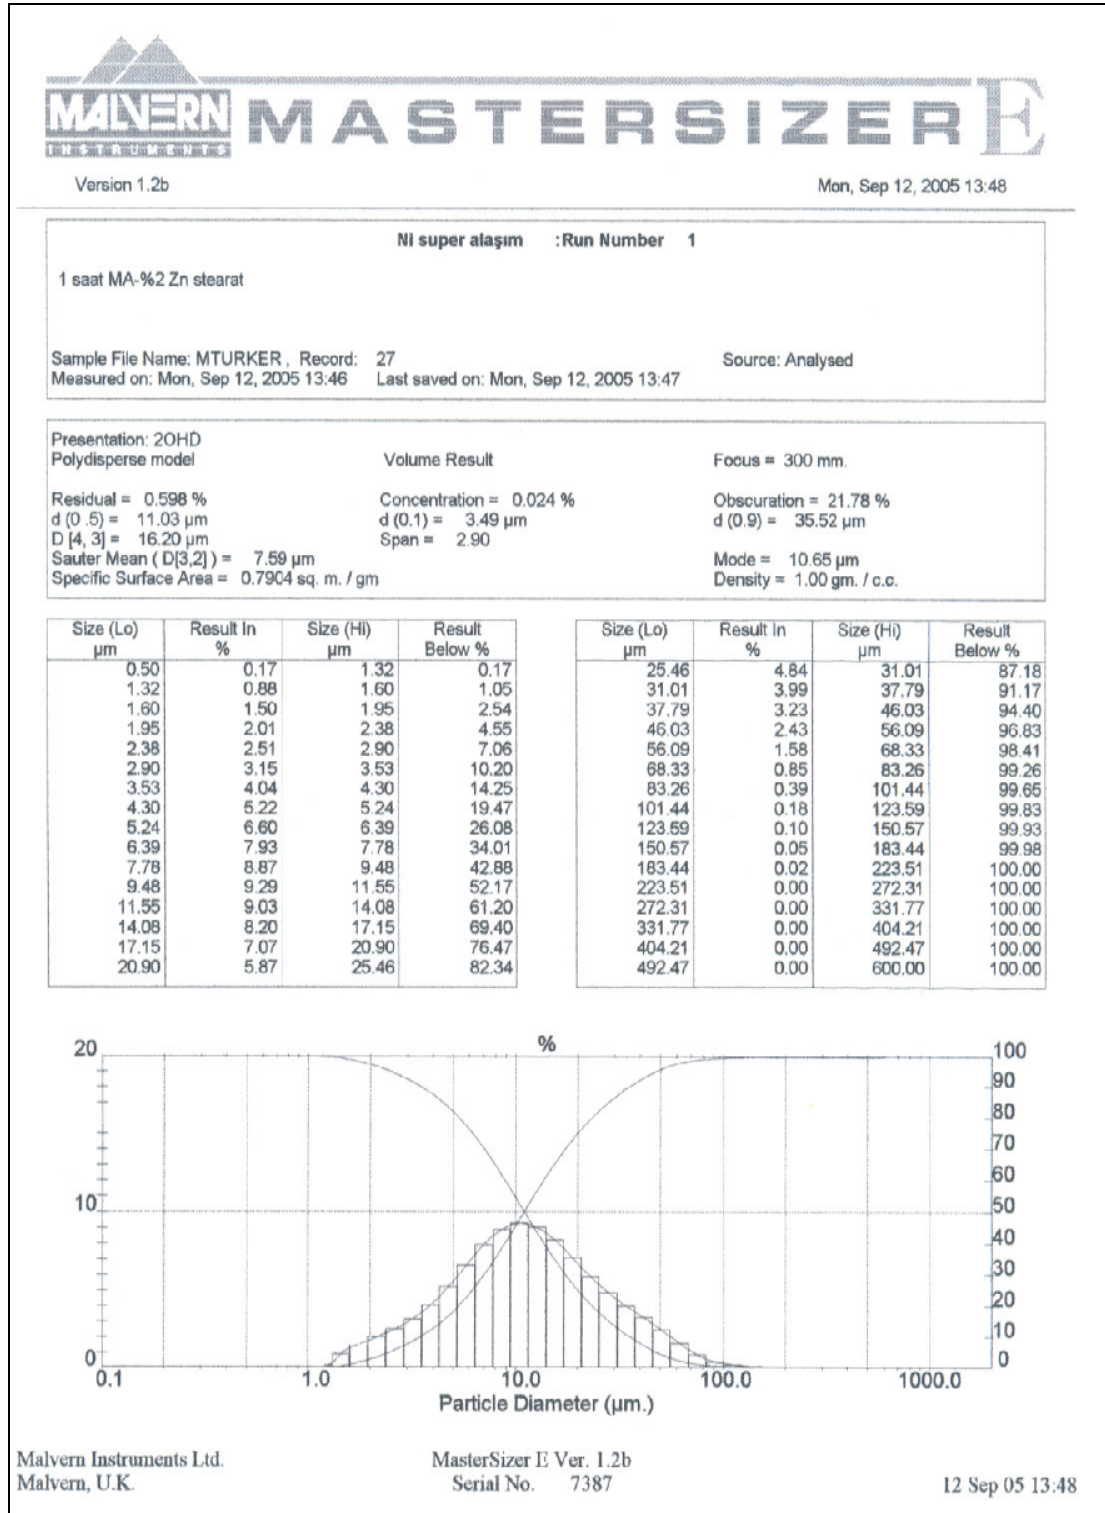 MALVERN
INSTRUMENTS
MASTERSIZER E
Version 1.2b Mon, Sep 12, 2005 13:48
Ni super alaşım :Run Number 1
1 saat MA-%2 Zn stearat
Sample File Name: MTURKER , Record: 27 Source: Analysed
Measured on: Mon, Sep 12, 2005 13:46 Last saved on: Mon, Sep 12, 2005 13:47
Presentation: 2OHD
Polydisperse model Volume Result Focus = 300 mm.
Residual = 0.598 % Concentration = 0.024 % Obscuration = 21.78 %
d (0 .5) = 11.03 µm d (0.1) = 3.49 µm d (0.9) = 35.52 µm
D [4, 3] = 16.20 µm Span = 2.90
Sauter Mean ( D[3,2] ) = 7.59 µm Mode = 10.65 µm
Specific Surface Area = 0.7904 sq. m. / gm Density = 1.00 gm. / c.c.
Size (Lo) Result In Size (Hi) Result Size (Lo) Result In Size (Hi) Result
µm % µm Below % µm % µm Below %
0.50 0.17 1.32 0.17 25.46 4.84 31.01 87.18
1.32 0.88 1.60 1.05 31.01 3.99 37.79 91.17
1.60 1.50 1.95 2.54 37.79 3.23 46.03 94.40
1.95 2.01 2.38 4.55 46.03 2.43 56.09 96.83
2.38 2.51 2.90 7.06 56.09 1.58 68.33 98.41
2.90 3.15 3.53 10.20 68.33 0.85 83.26 99.26
3.53 4.04 4.30 14.25 83.26 0.39 101.44 99.65
4.30 5.22 5.24 19.47 101.44 0.18 123.59 99.83
5.24 6.60 6.39 26.08 123.59 0.10 150.57 99.93
6.39 7.93 7.78 34.01 150.57 0.05 183.44 99.98
7.78 8.87 9.48 42.88 183.44 0.02 223.51 100.00
9.48 9.29 11.55 52.17 223.51 0.00 272.31 100.00
11.55 9.03 14.08 61.20 272.31 0.00 331.77 100.00
14.08 8.20 17.15 69.40 331.77 0.00 404.21 100.00
17.15 7.07 20.90 76.47 404.21 0.00 492.47 100.00
20.90 5.87 25.46 82.34 492.47 0.00 600.00 100.00
%
20 100
90
80
70
60
10 50
40
30
20
10
0 0
0.1 1.0 10.0 100.0 1000.0
Particle Diameter (µm.)
Malvern Instruments Ltd. MasterSizer E Ver. 1.2b
Malvern, U.K. Serial No. 7387 12 Sep 05 13:48